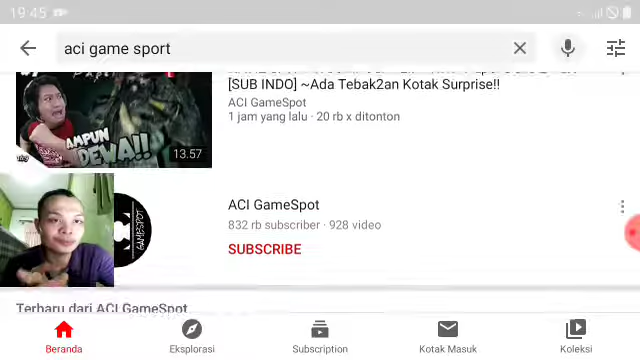 19 45
aci game sport
[SUB INDO] ~Ada Tebak2an Kotak Surprise!!
ACI GameSpot
1 jam yang lalu · 20 rb x ditonton
AMPUN
DEWA!!
13.57
ACI GameSpot
832 rb subscriber · 928 video
SUBSCRIBE
Terbaru dari ACI GameSpot
Beranda
Eksplorasi
Subscription
Kotak Masuk
Koleksi